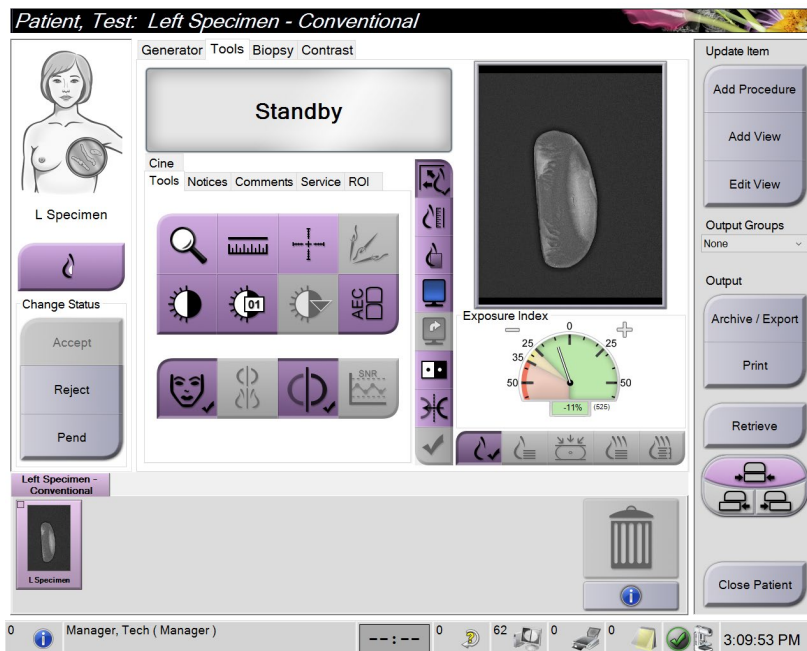 Patient, Test: Left Specimen - Conventional
Generator Tools Biopsy Contrast
Standby
Cine
Tools Notices Comments Service ROI
01
AEC
SNR
L Specimen
Change Status
Accept
Reject
Pend
Exposure Index
0
25 25
35
50 50
-11% (525)
Update Item
Add Procedure
Add View
Edit View
Output Groups
None
Output
Archive / Export
Print
Retrieve
Close Patient
Left Specimen -
Conventional
L Specimen
0 Manager, Tech ( Manager ) --:-- 0 62 0 0 3:09:53 PM